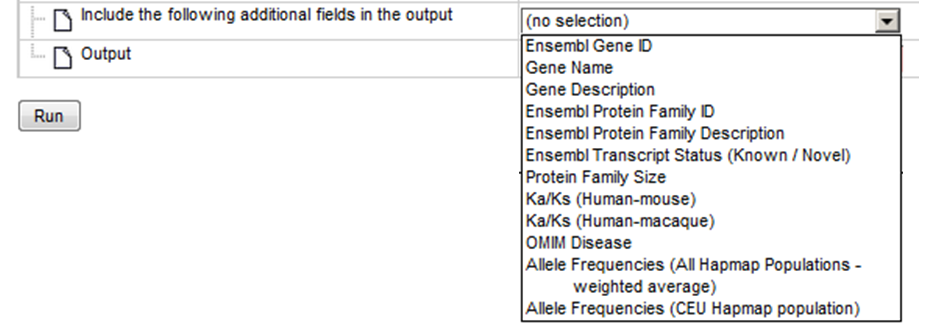 Include the following additional fields in the output
(no selection)
Output
Ensembl Gene ID
Gene Name
Gene Description
Ensembl Protein Family ID
Ensembl Protein Family Description
Ensembl Transcript Status (Known / Novel)
Protein Family Size
Ka/Ks (Human-mouse)
Ka/Ks (Human-macaque)
OMIM Disease
Allele Frequencies (All Hapmap Populations -
weighted average)
Allele Frequencies (CEU Hapmap population)
Run